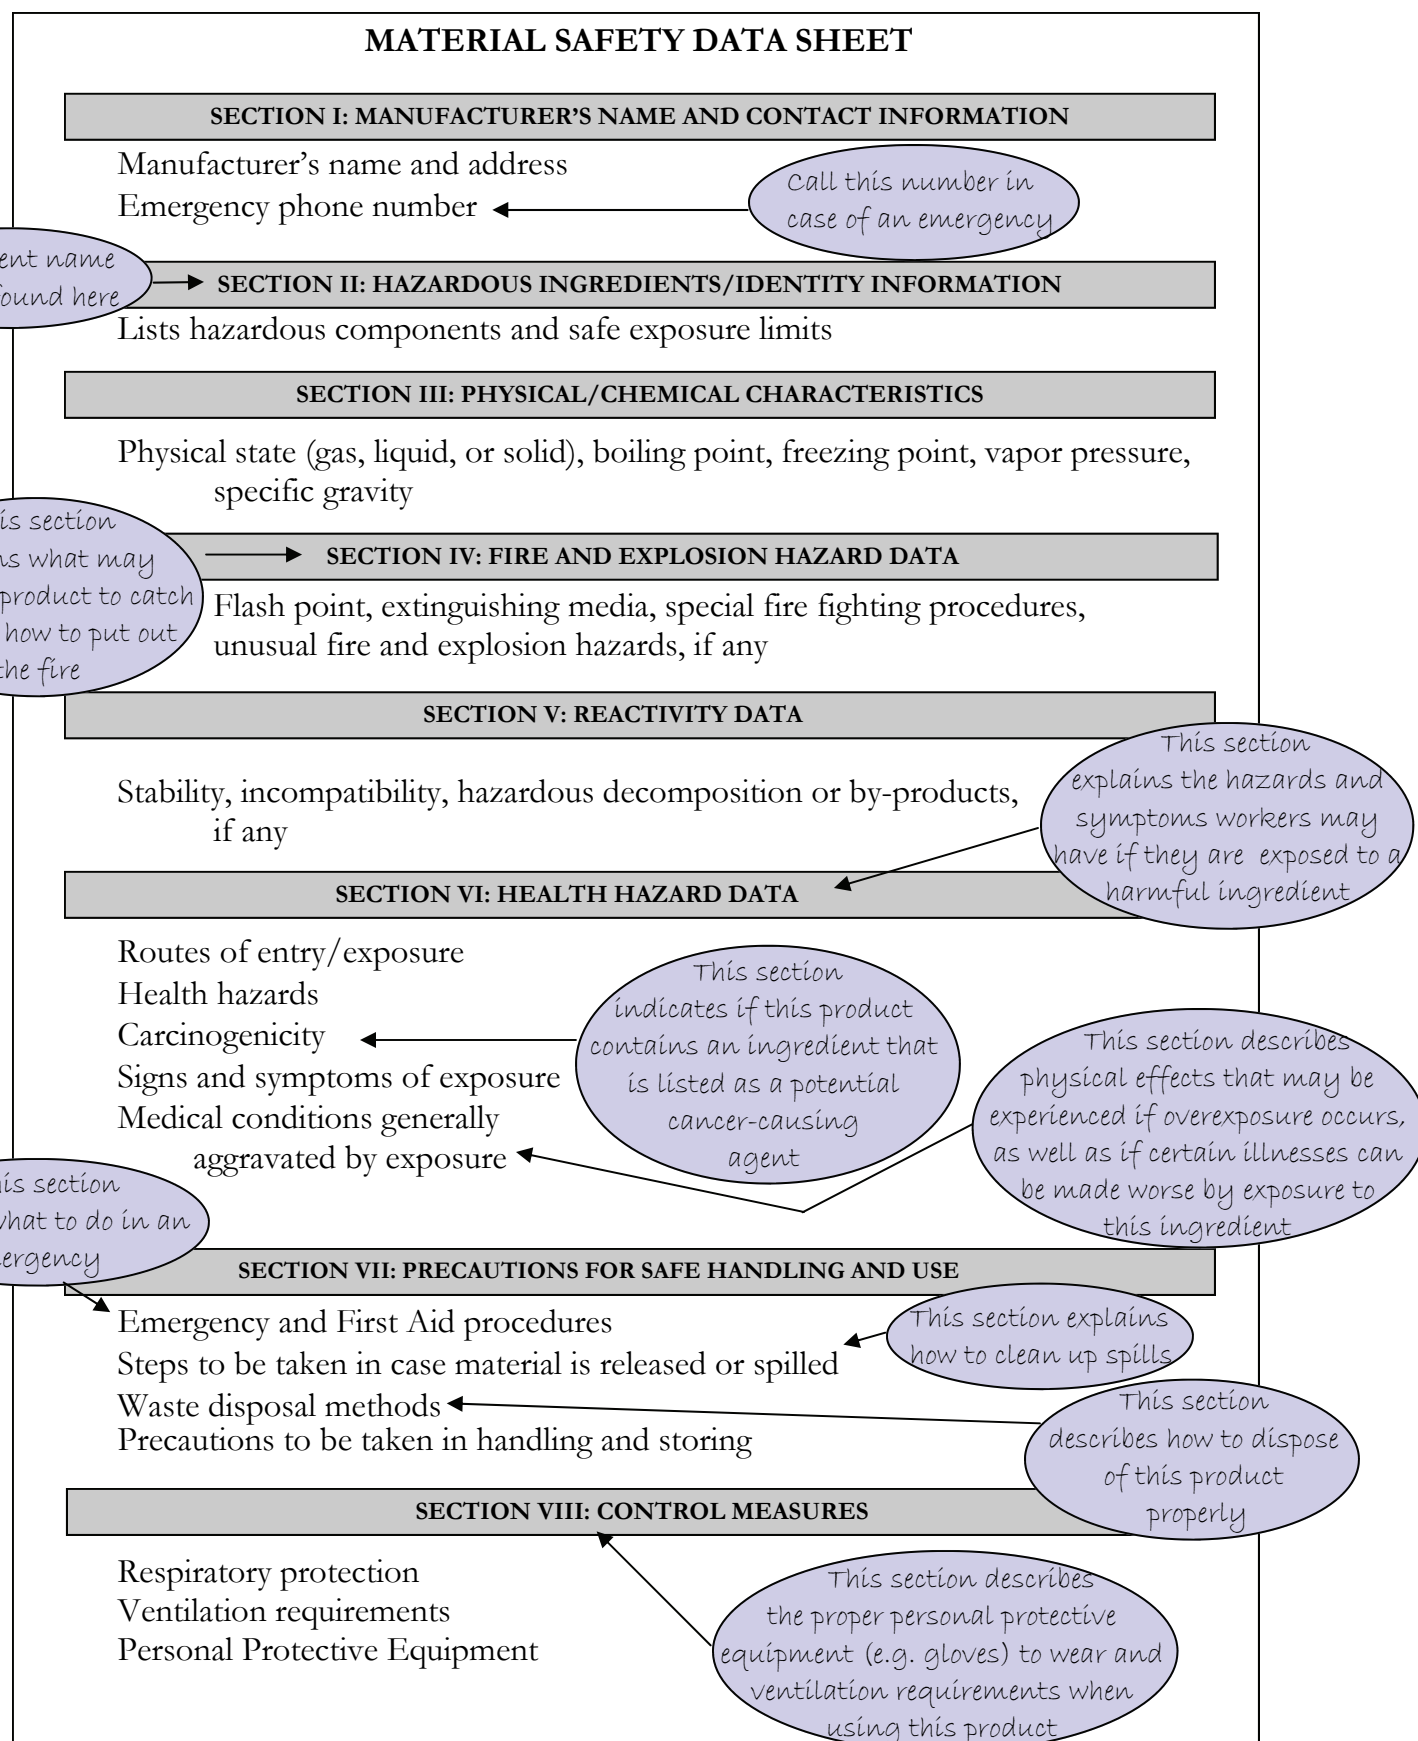 MATERIAL SAFETY DATA SHEET
SECTION I: MANUFACTURER’S NAME AND CONTACT INFORMATION
Manufacturer’s name and address
Emergency phone number
Call this number in
case of an emergency
name
found here
SECTION II: HAZARDOUS INGREDIENTS/IDENTITY INFORMATION
Lists hazardous components and safe exposure limits
SECTION III: PHYSICAL/CHEMICAL CHARACTERISTICS
Physical state (gas, liquid, or solid), boiling point, freezing point, vapor pressure,
specific gravity
section
what may
product to catch
how to put out
the fire
SECTION IV: FIRE AND EXPLOSION HAZARD DATA
Flash point, extinguishing media, special fire fighting procedures,
unusual fire and explosion hazards, if any
SECTION V: REACTIVITY DATA
Stability, incompatibility, hazardous decomposition or by-products,
if any
This section
explains the hazards and
symptoms workers may
have if they are exposed to a
harmful ingredient
SECTION VI: HEALTH HAZARD DATA
Routes of entry/exposure
Health hazards
Carcinogenicity
Signs and symptoms of exposure
Medical conditions generally
aggravated by exposure
This section
indicates if this product
contains an ingredient that
is listed as a potential
cancer-causing
agent
This section describes
physical effects that may be
experienced if overexposure occurs,
as well as if certain illnesses can
be made worse by exposure to
this ingredient
section
what to do in an
SECTION VII: PRECAUTIONS FOR SAFE HANDLING AND USE
Emergency and First Aid procedures
Steps to be taken in case material is released or spilled
Waste disposal methods
Precautions to be taken in handling and storing
This section explains
how to clean up spills
This section
describes how to dispose
of this product
properly
SECTION VIII: CONTROL MEASURES
Respiratory protection
Ventilation requirements
Personal Protective Equipment
This section describes
the proper personal protective
equipment (e.g. gloves) to wear and
ventilation requirements when
using this product